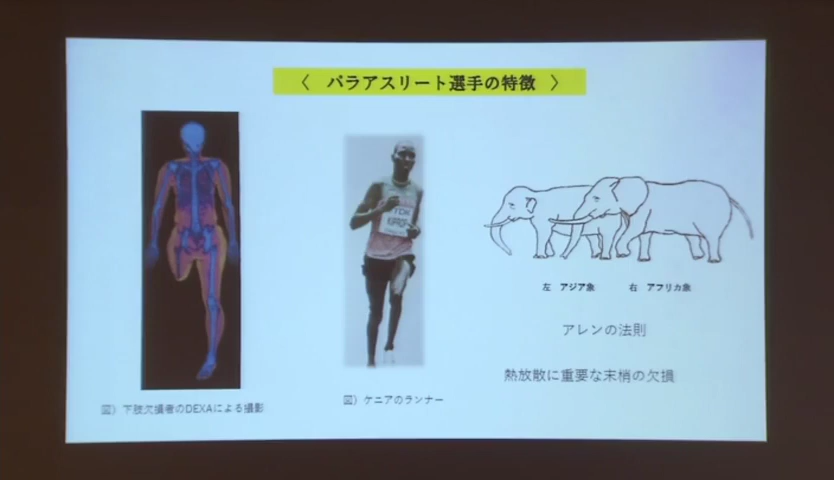 〈 パラアスリート選手の特徴 〉
TDK
左 アジア象 右 アフリカ象
アレンの法則
熱放散に重要な末梢の欠損
図) ケニアのランナー
図) 下肢欠損者のDEXAによる撮影